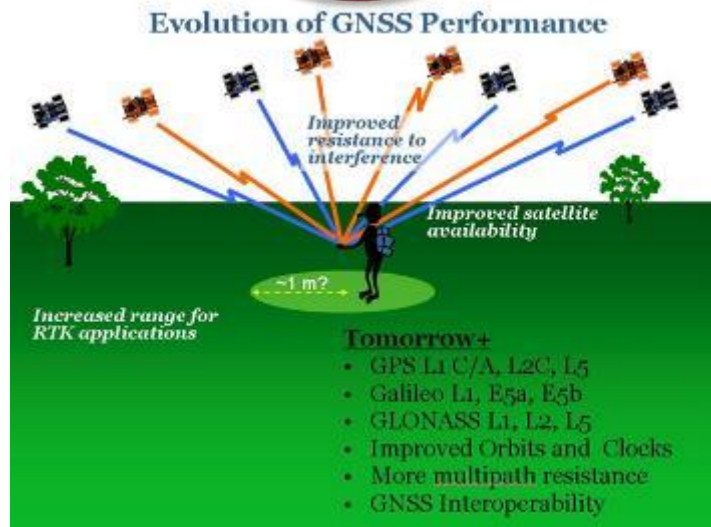 Evolution of GNSS Performance
Improved
resistance to
interference
Improved satellite
availability
~1 m?
Increased range for
RTK applications
Tomorrow+
• GPS L1 C/A, L2C, L5
• Galileo L1, E5a, E5b
• GLONASS L1, L2, L5
• Improved Orbits and Clocks
• More multipath resistance
• GNSS Interoperability